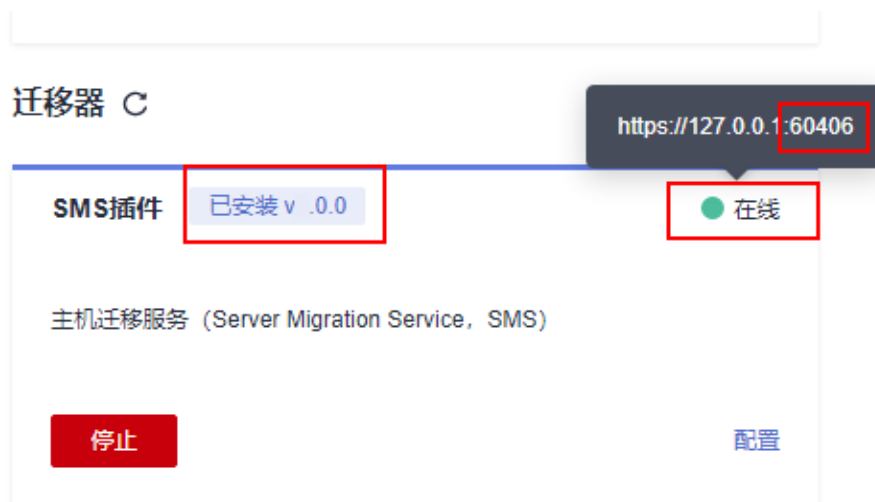 迁移器
https://127.0.0.1:60406
SMS插件 已安装 v .0.0 在线
主机迁移服务（Server Migration Service，SMS）
停止 配置